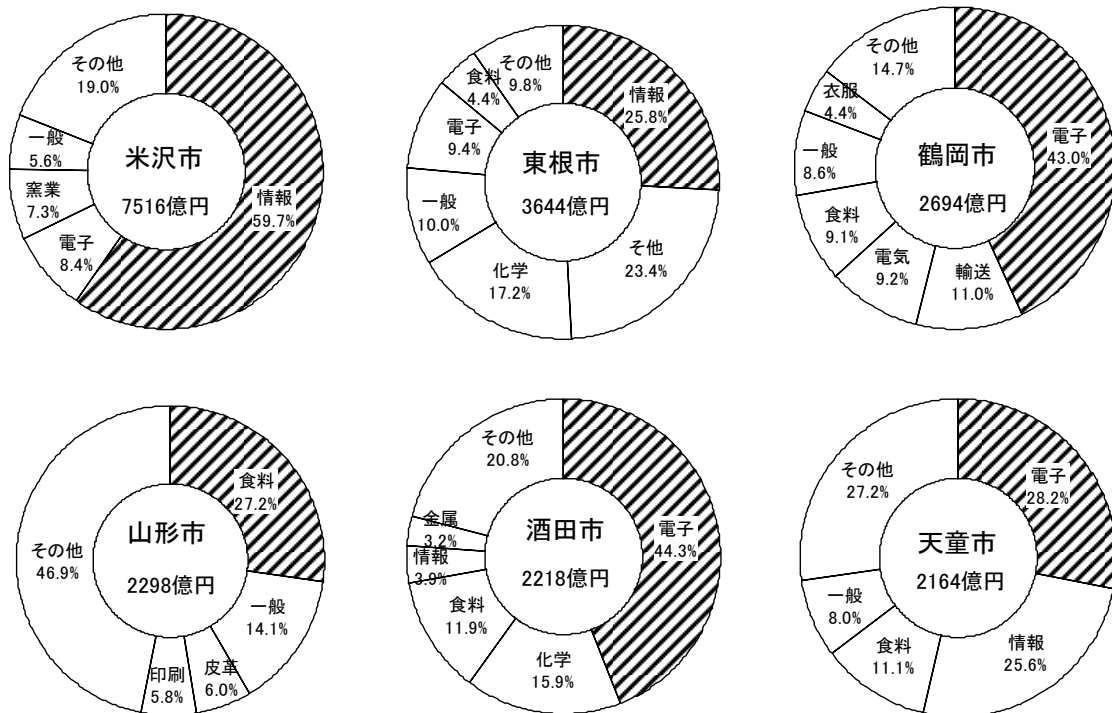 その他
19.0%
一般
5.6%
窯業
7.3%
電子
8.4%
情報
59.7%
米沢市
7516億円
その他
9.8%
食料
4.4%
電子
9.4%
一般
10.0%
化学
17.2%
その他
23.4%
情報
25.8%
東根市
3644億円
その他
14.7%
衣服
4.4%
一般
8.6%
食料
9.1%
電気
9.2%
輸送
11.0%
電子
43.0%
鶴岡市
2694億円
その他
46.9%
印刷
5.8%
皮革
6.0%
一般
14.1%
食料
27.2%
山形市
2298億円
その他
20.8%
金属
3.2%
情報
3.9%
食料
11.9%
化学
15.9%
電子
44.3%
酒田市
2218億円
その他
27.2%
一般
8.0%
食料
11.1%
情報
25.6%
電子
28.2%
天童市
2164億円